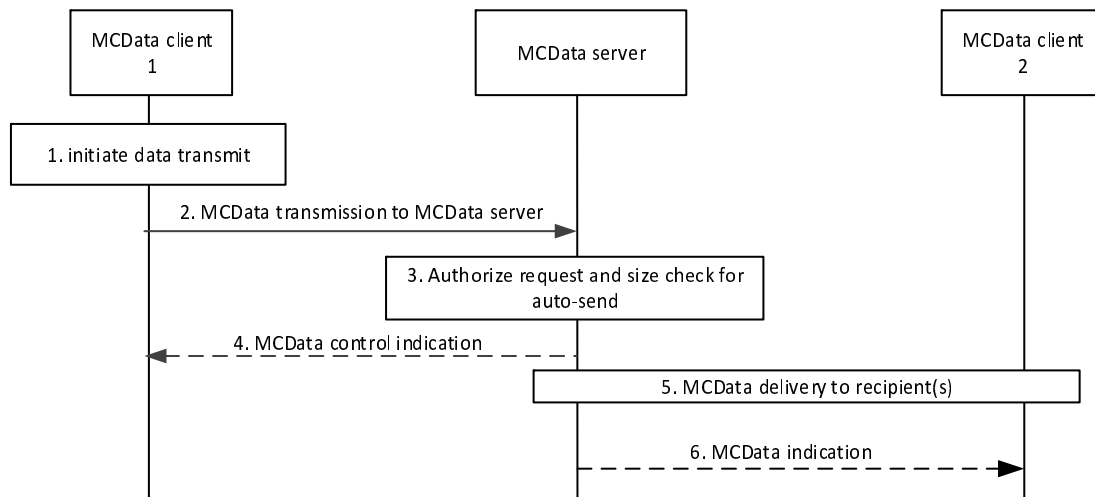 MCData client
1
MCData server
MCData client
2
1. initiate data transmit
2. MCData transmission to MCData server
3. Authorize request and size check for
auto-send
4. MCData control indication
5. MCData delivery to recipient(s)
6. MCData indication